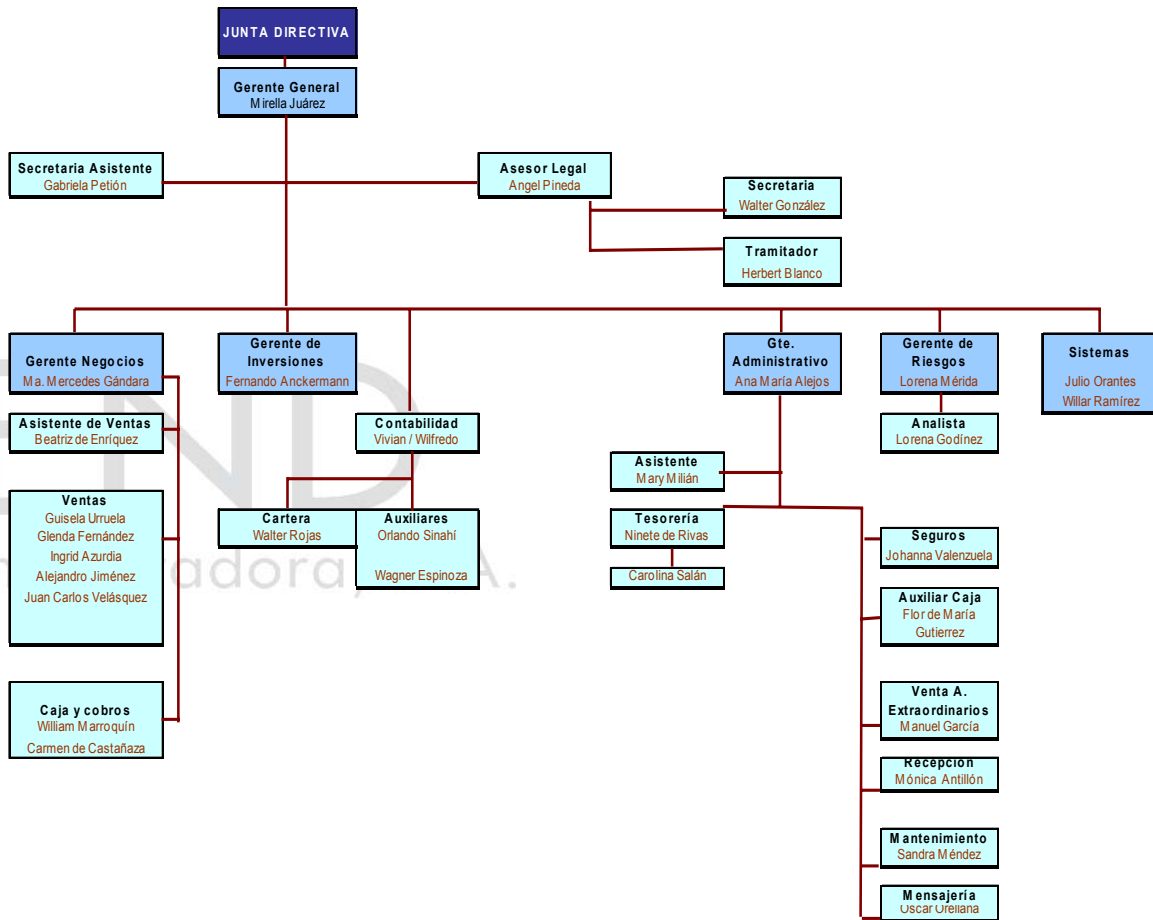 JUNTA DIRECTIVA
Gerente General
Mirella Juárez
Secretaria Asistente
Gabriela Petión
Asesor Legal
Angel Pineda
Secretaria
Walter González
Tramitador
Herbert Blanco
Gerente Negocios
Ma. Mercedes Gándara
Gerente de
Inversiones
Fernando Anckermann
Gte.
Administrativo
Ana María Alejos
Gerente de
Riesgos
Lorena Mérida
Sistemas
Julio Orantes
Willar Ramírez
Asistente de Ventas
Beatriz de Enríquez
Contabilidad
Vivian / Wilfredo
Analista
Lorena Godínez
Asistente
Mary Milián
Ventas
Guisela Urruela
Glenda Fernández
Ingrid Azurdia
Alejandro Jiménez
Juan Carlos Velásquez
Cartera
Walter Rojas
Auxiliares
Orlando Sinahí
Wagner Espinoza
Tesorería
Ninete de Rivas
Carolina Salán
Seguros
Johanna Valenzuela
Auxiliar Caja
Flor de María
Gutierrez
Caja y cobros
William Marroquín
Carmen de Castañaza
Venta A.
Extraordinarios
Manuel García
Recepción
Mónica Antillón
Mantenimiento
Sandra Méndez
Mensajería
Oscar Orellana
ND
adora, A.